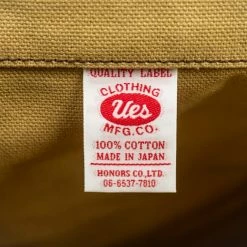 QUALITY LABEL
CLOTHING
Ues
MFG.CO.
100% COTTON
MADE IN JAPAN
HONORS CO.,LTD.
06-6537-7810